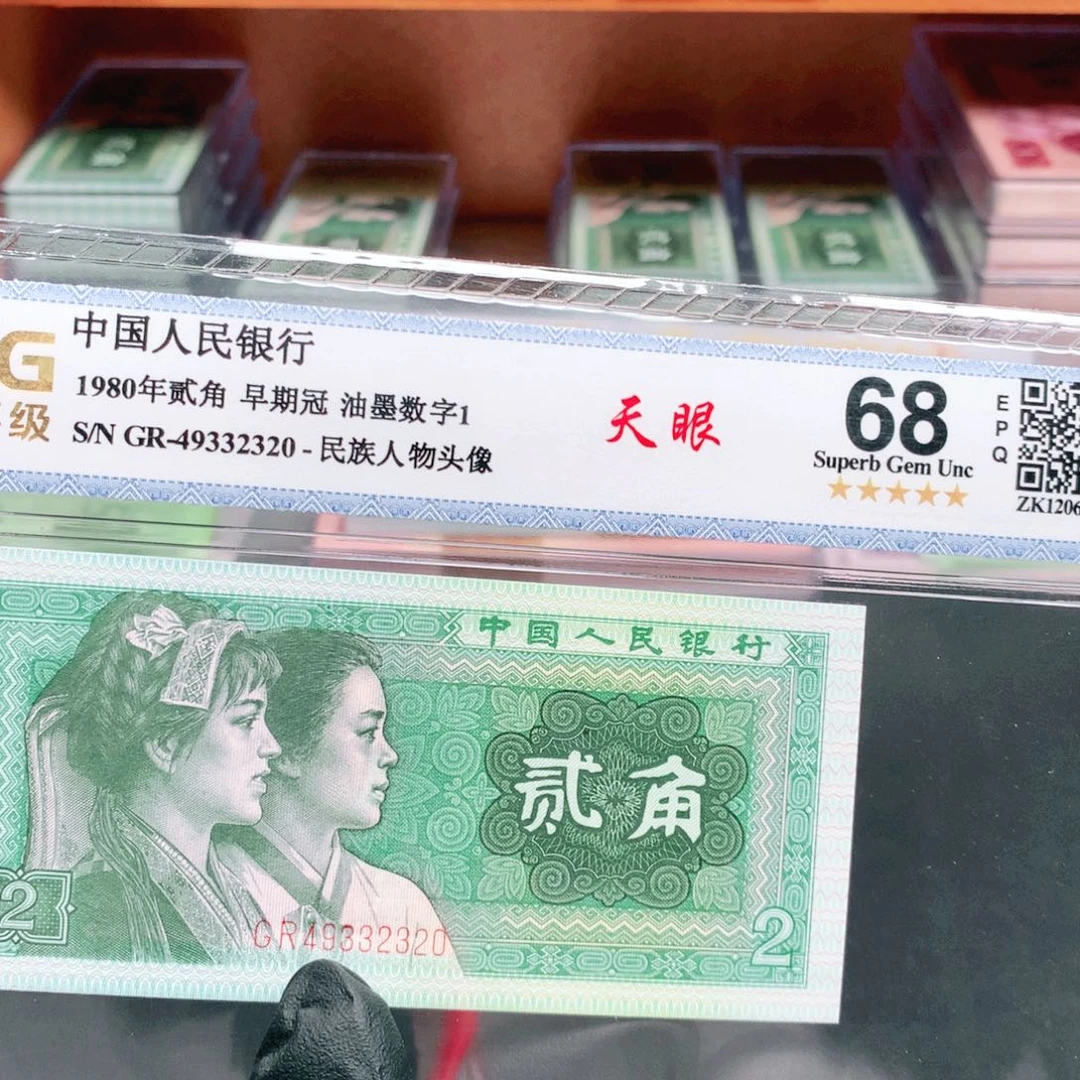 G
级
中国人民银行
1980年贰角 早期冠 油墨数字1
S/N GR-49332320 - 民族人物头像
天眼
68
Superb Gem Unc
EPQ
ZK1206
中国人民银行
贰角
2
GR49332320
2